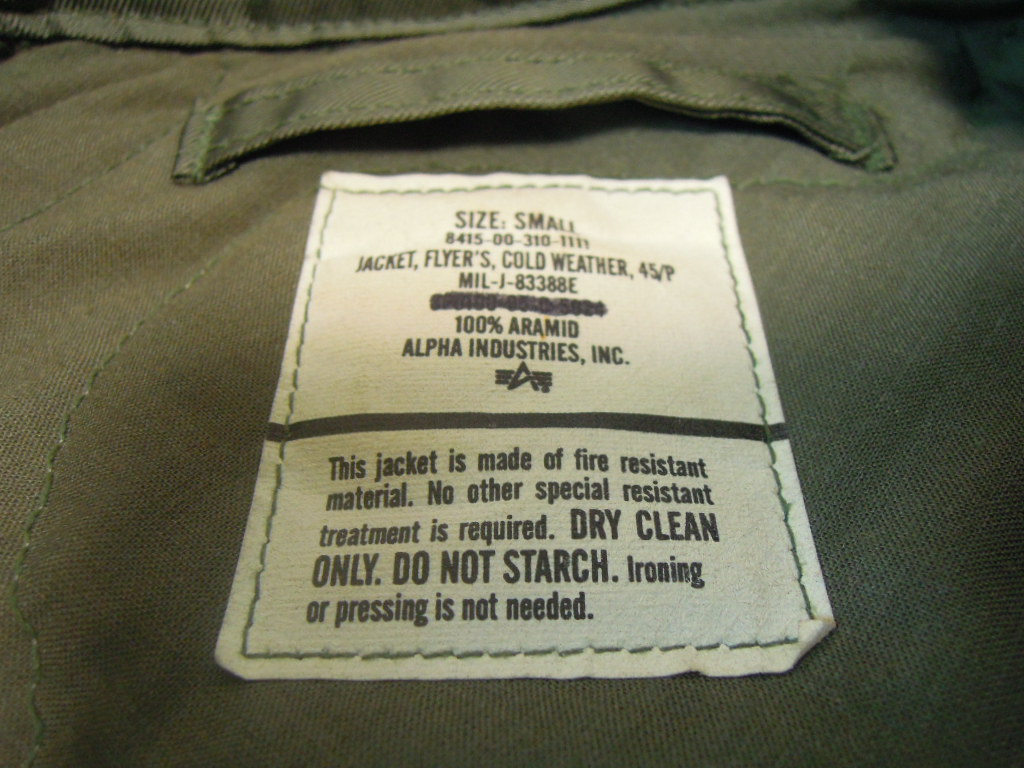 SIZE: SMALL
8415-00-310-1111
JACKET, FLYER'S, COLD WEATHER, 45/P
MIL-J-83388E
100% ARAMID
ALPHA INDUSTRIES, INC.
This jacket is made of fire resistant
material. No other special resistant
treatment is required. DRY CLEAN
ONLY. DO NOT STARCH. Ironing
or pressing is not needed.